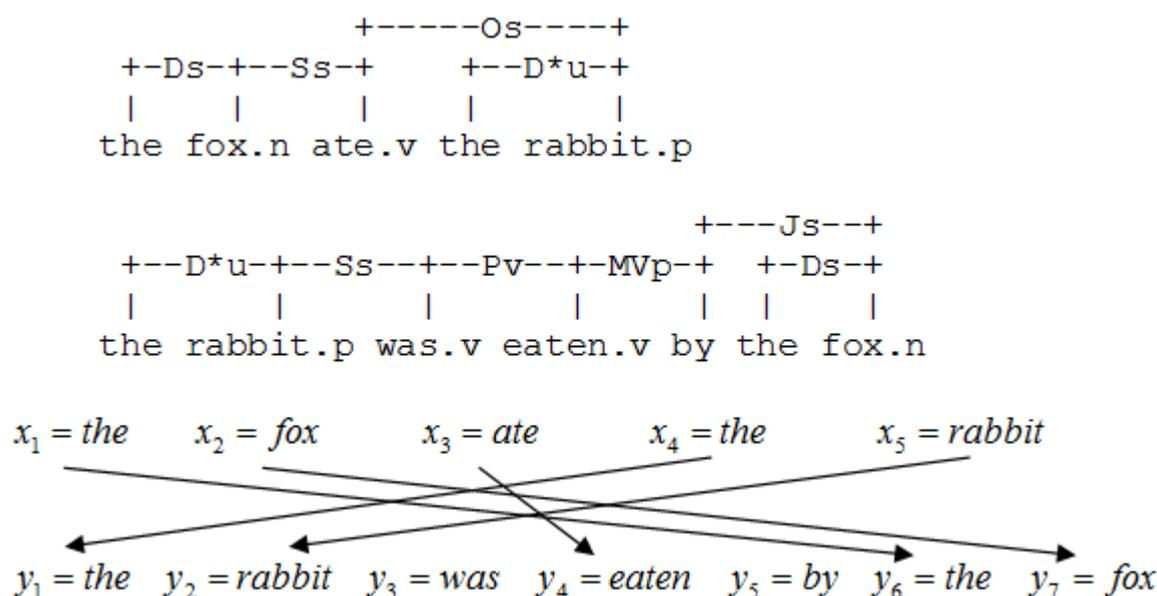 +-----Os----+
+-Ds-+--Ss-+ +--D*u-+
| | | | |
the fox.n ate.v the rabbit.p
+---Js--+
+--D*u-+--Ss--+--Pv--+-MVp-+ +-Ds-+
| | | | | | |
the rabbit.p was.v eaten.v by the fox.n
x₁ = the x₂ = fox x₃ = ate x₄ = the x₅ = rabbit
y₁ = the y₂ = rabbit y₃ = was y₄ = eaten y₅ = by y₆ = the y₇ = fox